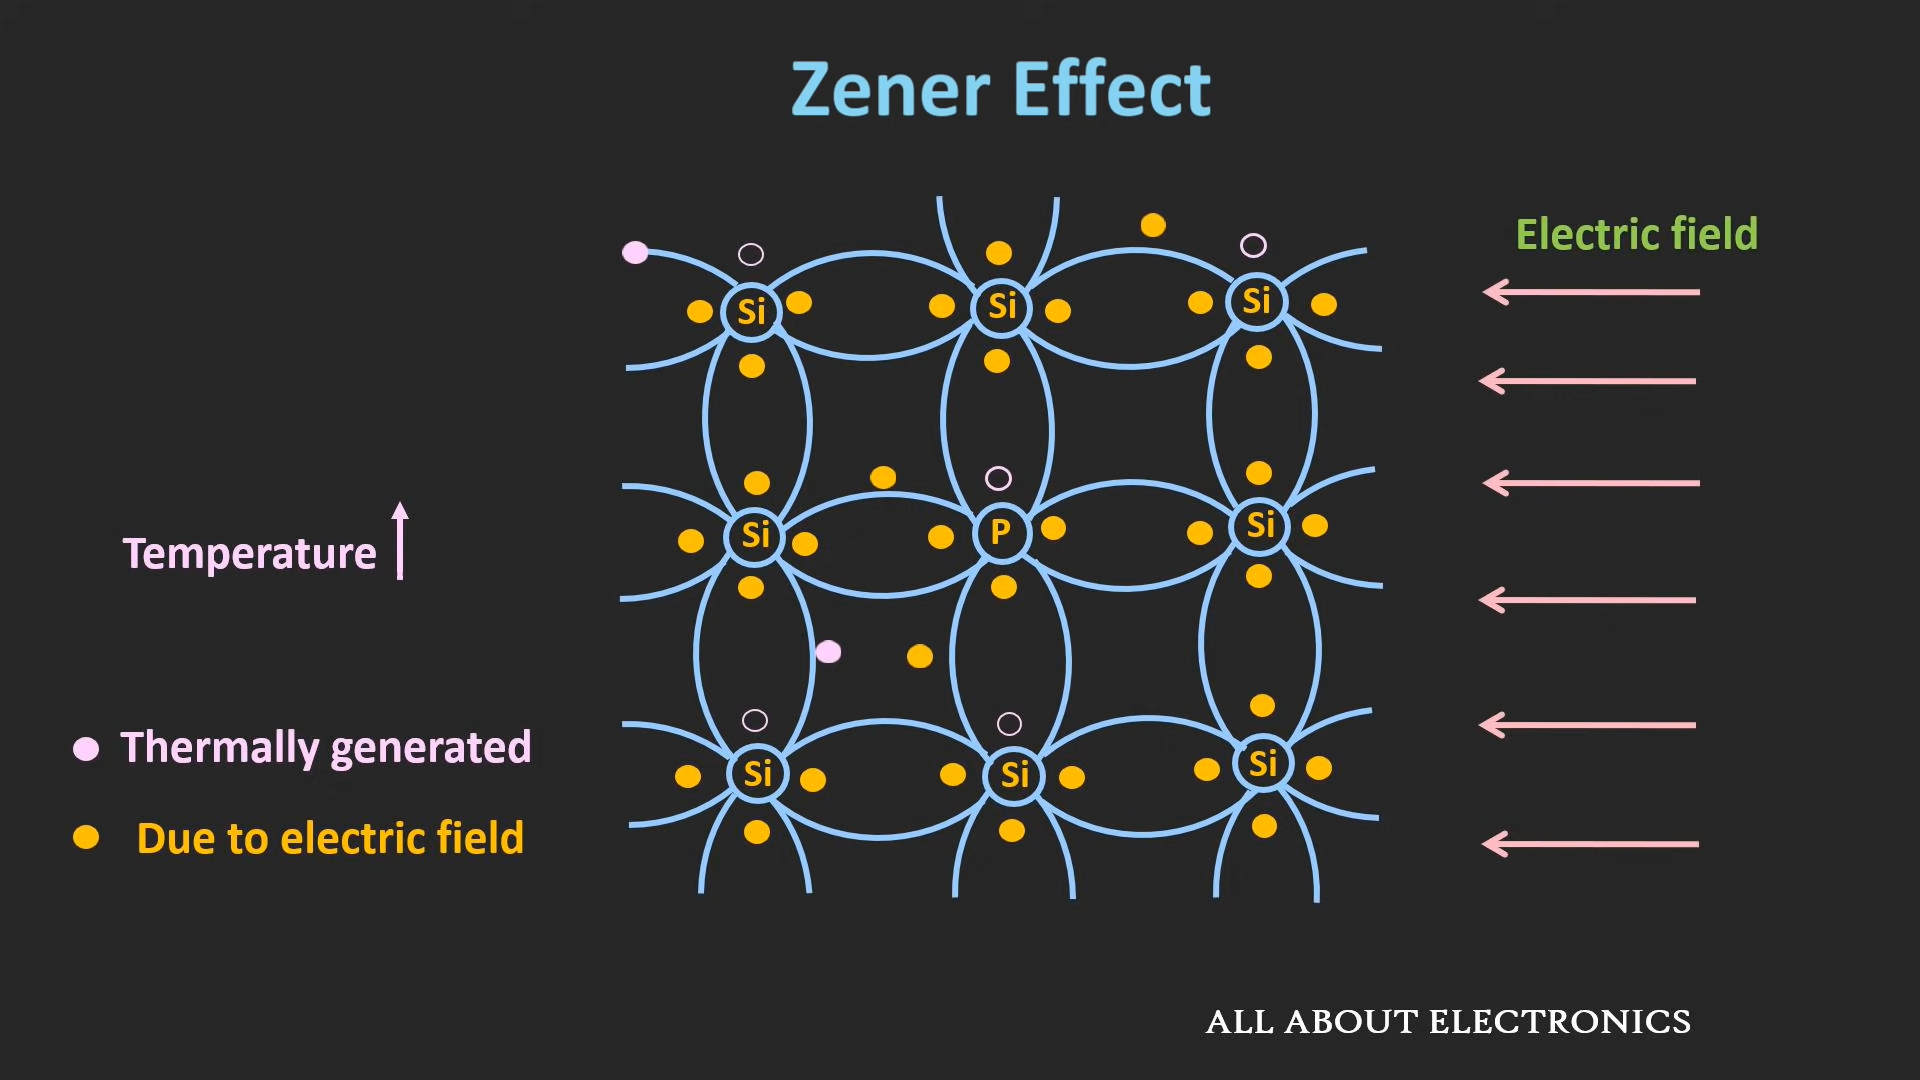 Zener Effect
Electric field
Si
Si
Si
Temperature
Si
P
Si
Thermally generated
Si
Si
Si
Due to electric field
ALL ABOUT ELECTRONICS